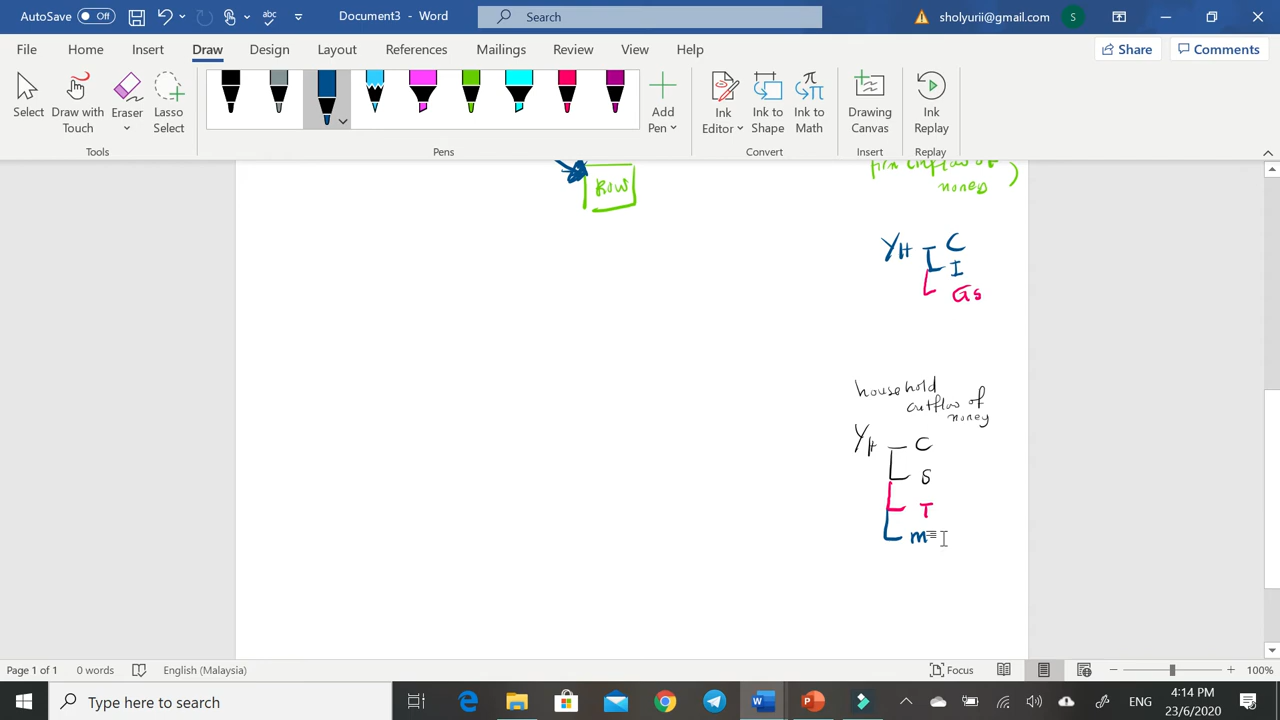 AutoSave Off
Document3 - Word
Search
sholyurii@gmail.com
S
File Home Insert Draw Design Layout References Mailings Review View Help
Share Comments
Select
Draw with Touch
Eraser
Lasso Select
Add Pen
Ink Editor
Ink to Shape
Ink to Math
Drawing Canvas
Ink Replay
Tools Pens Convert Insert Replay
ROW
YH C
I
Gs
household
outflow of
money
YH C
S
T
m
Page 1 of 1 0 words English (Malaysia) Focus 100%
Type here to search
ENG
4:14 PM
23/6/2020